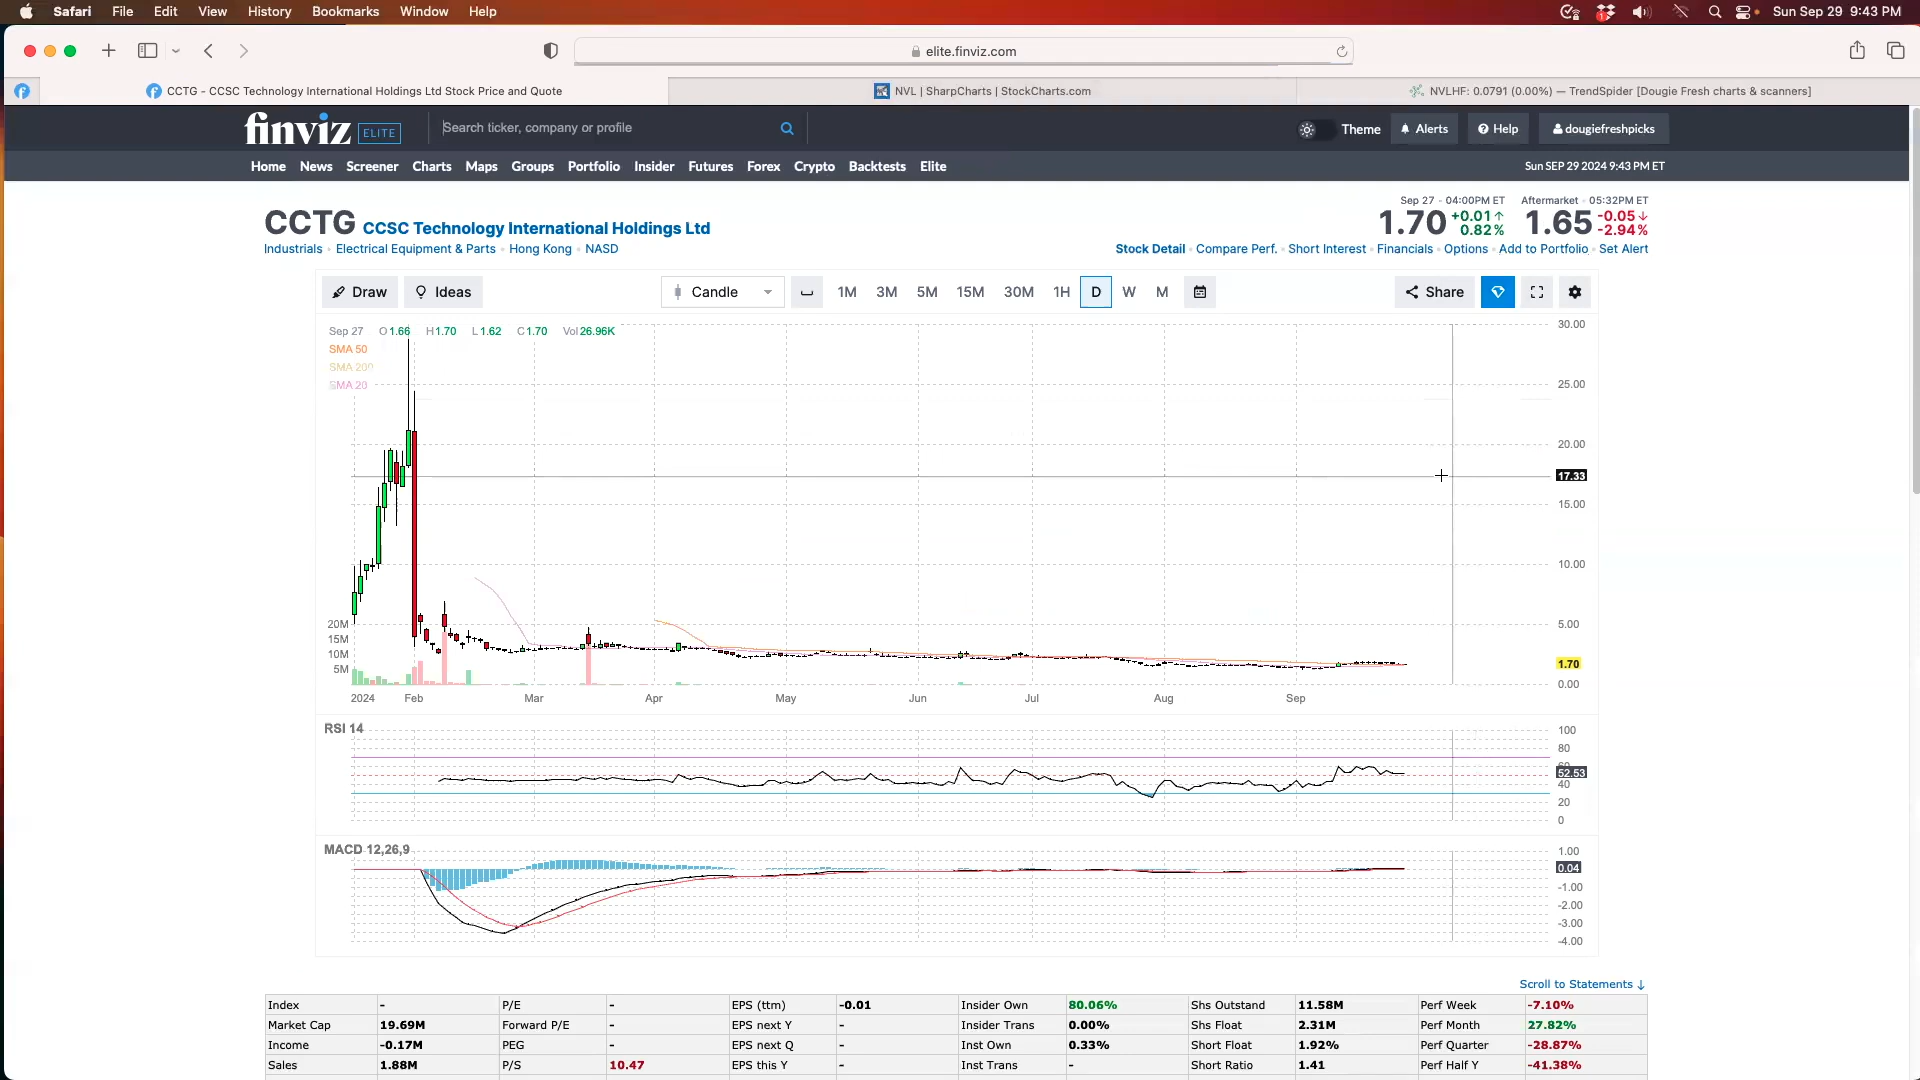 Safari File Edit View History Bookmarks Window Help Sun Sep 29 9:43 PM
elite.finviz.com
CCTG - CCSC Technology International Holdings Ltd Stock Price and Quote
NVL | SharpCharts | StockCharts.com
NVLHF: 0.0791 (0.00%) — TrendSpider [Dougie Fresh charts & scanners]
finviz ELITE Search ticker, company or profile Theme Alerts Help dougiefreshpicks
Home News Screener Charts Maps Groups Portfolio Insider Futures Forex Crypto Backtests Elite Sun SEP 29 2024 9:43 PM ET
Sep 27 · 04:00PM ET Aftermarket · 05:32PM ET
CCTG CCSC Technology International Holdings Ltd 1.70 +0.01↑ 0.82% 1.65 -0.05↓ -2.94%
Industrials · Electrical Equipment & Parts · Hong Kong · NASD Stock Detail · Compare Perf. · Short Interest · Financials · Options · Add to Portfolio · Set Alert
Draw Ideas Candle 1M 3M 5M 15M 30M 1H D W M Share
Sep 27 O1.66 H1.70 L1.62 C1.70 Vol26.96K
30.00
SMA 50
SMA 200
SMA 20
25.00
20.00
17.33
15.00
10.00
20M 5.00
15M
10M 1.70
5M
0.00
2024 Feb Mar Apr May Jun Jul Aug Sep
RSI 14
100
80
52.53
40
20
0
MACD 12,26,9
1.00
0.04
-1.00
-2.00
-3.00
-4.00
Scroll to Statements ↓
Index - P/E - EPS (ttm) -0.01 Insider Own 80.06% Shs Outstand 11.58M Perf Week -7.10%
Market Cap 19.69M Forward P/E - EPS next Y - Insider Trans 0.00% Shs Float 2.31M Perf Month 27.82%
Income -0.17M PEG - EPS next Q - Inst Own 0.33% Short Float 1.92% Perf Quarter -28.87%
Sales 1.88M P/S 10.47 EPS this Y - Inst Trans - Short Ratio 1.41 Perf Half Y -41.38%